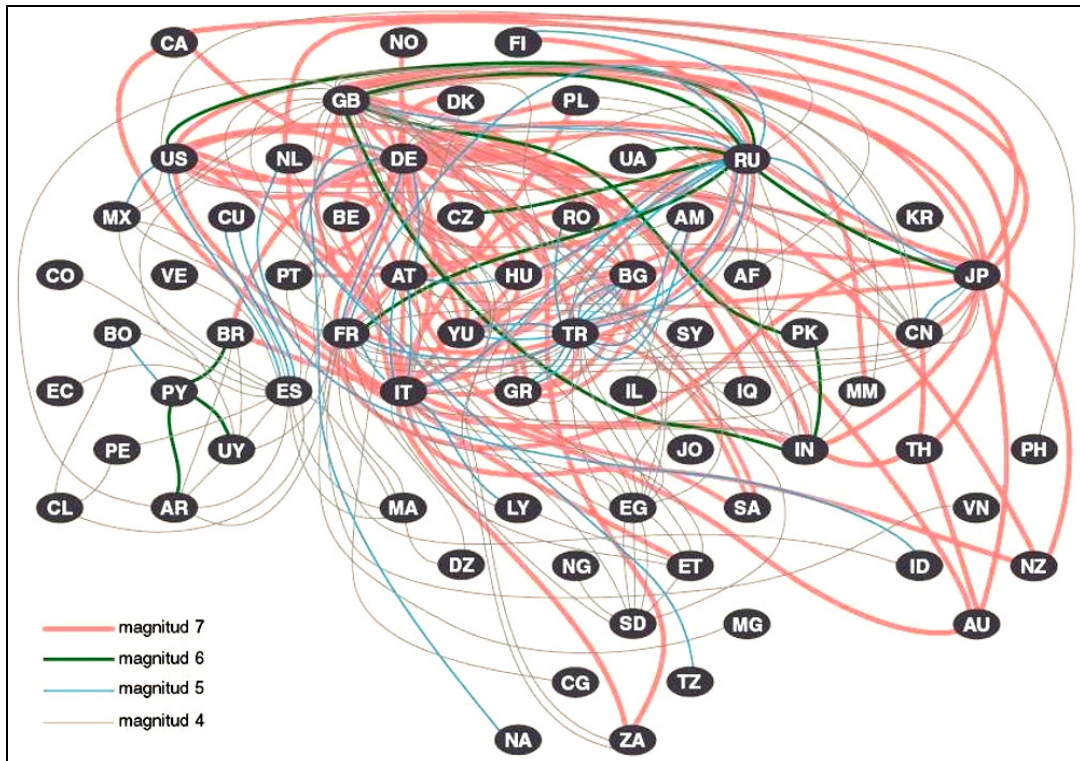 CA NO FI
GB DK PL
US NL DE UA RU
MX CU BE CZ RO AM KR
CO VE PT AT HU BG AF JP
BO BR FR YU TR SY PK CN
EC PY ES IT GR IL IQ MM
PE UY JO IN TH PH
CL AR MA LY EG SA VN
DZ NG ET ID NZ
SD MG AU
CG TZ
NA ZA
magnitud 7
magnitud 6
magnitud 5
magnitud 4